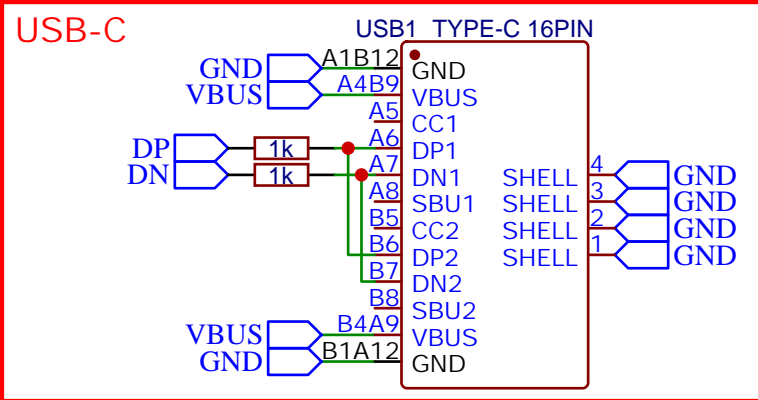 USB-C
USB1 TYPE-C 16PIN
GND A1B12 GND
VBUS A4B9 VBUS
A5 CC1
DP 1k A6 DP1
DN 1k A7 DN1 SHELL 4 GND
A8 SBU1 SHELL 3 GND
B5 CC2 SHELL 2 GND
B6 DP2 SHELL 1 GND
B7 DN2
B8 SBU2
VBUS B4A9 VBUS
GND B1A12 GND